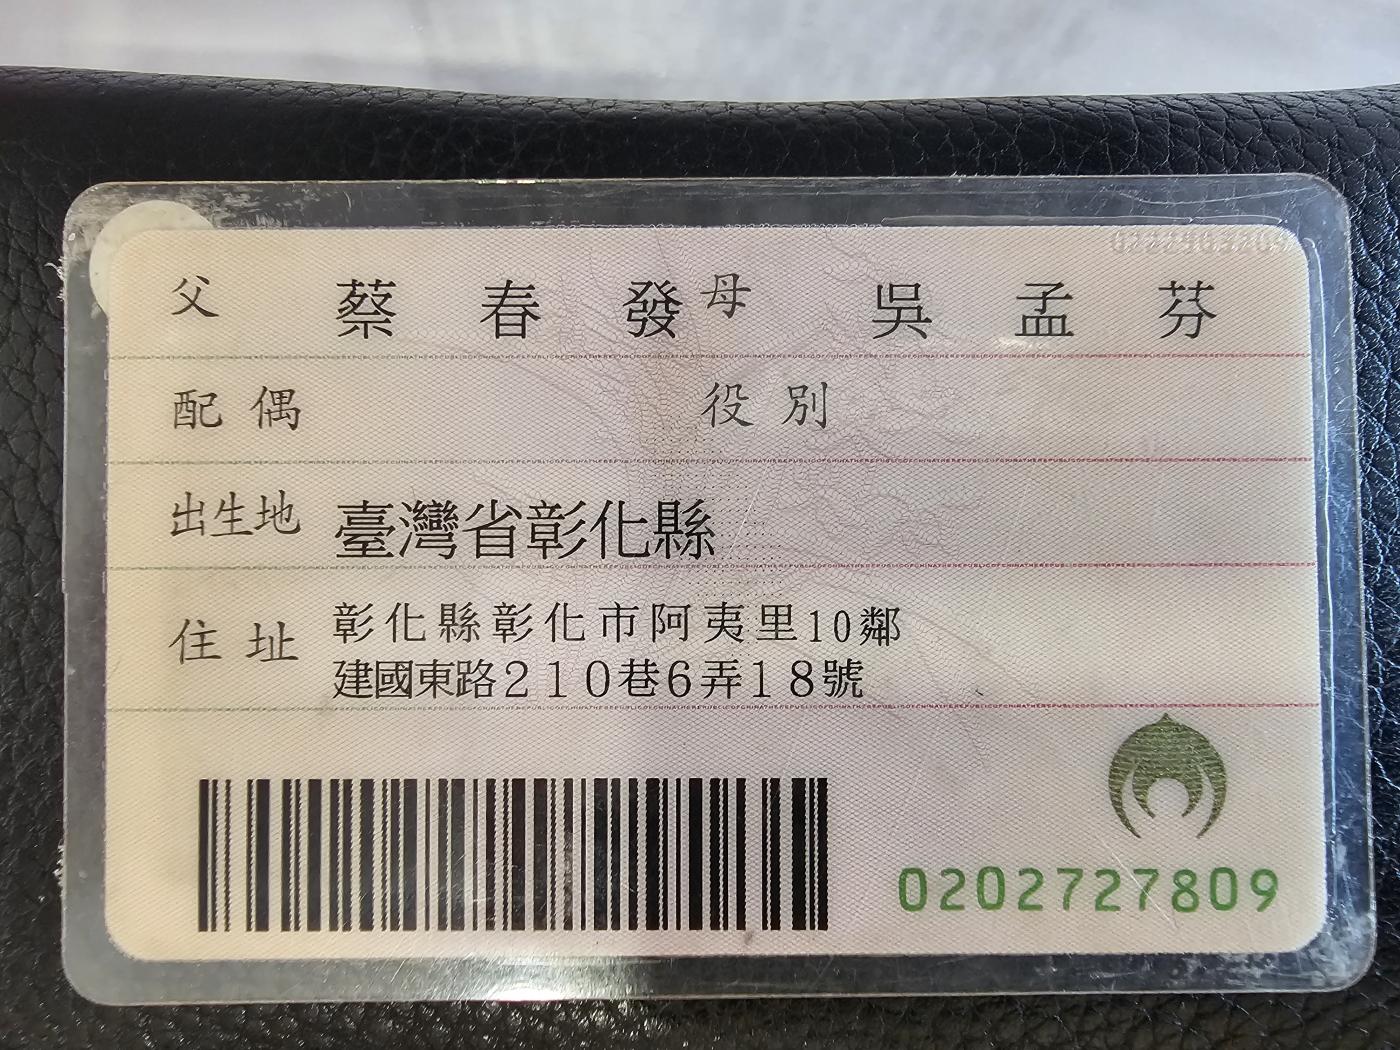 父 蔡春發 母 吳孟芬
配偶 役別
出生地 臺灣省彰化縣
住址 彰化縣彰化市阿夷里10鄰
建國東路210巷6弄18號
0202727809